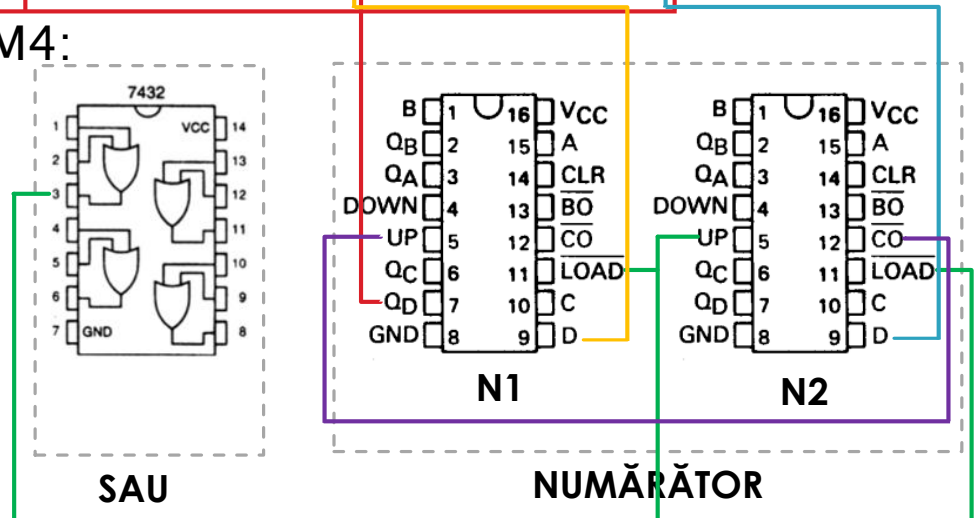 M4:
7432
1 VCC 14
2 13
3 12
4 11
5 10
6 9
7 GND 8
SAU
B 1 16 VCC
QB 2 15 A
QA 3 14 CLR
DOWN 4 13 BO
UP 5 12 CO
QC 6 11 LOAD
QD 7 10 C
GND 8 9 D
N1
B 1 16 VCC
QB 2 15 A
QA 3 14 CLR
DOWN 4 13 BO
UP 5 12 CO
QC 6 11 LOAD
QD 7 10 C
GND 8 9 D
N2
NUMĂRĂTOR